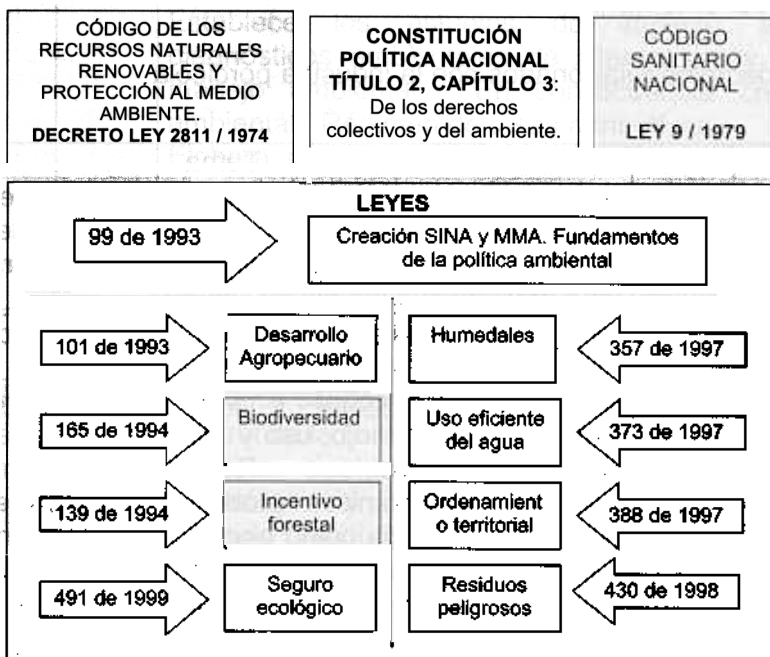 CÓDIGO DE LOS
RECURSOS NATURALES
RENOVABLES Y
PROTECCIÓN AL MEDIO
AMBIENTE.
DECRETO LEY 2811 / 1974
CONSTITUCIÓN
POLÍTICA NACIONAL
TÍTULO 2, CAPÍTULO 3:
De los derechos
colectivos y del ambiente.
CÓDIGO
SANITARIO
NACIONAL
LEY 9 / 1979
LEYES
99 de 1993
Creación SINA y MMA. Fundamentos
de la política ambiental
101 de 1993
Desarrollo
Agropecuario
Humedales
357 de 1997
165 de 1994
Biodiversidad
Uso eficiente
del agua
373 de 1997
139 de 1994
Incentivo
forestal
Ordenamient
o territorial
388 de 1997
491 de 1999
Seguro
ecológico
Residuos
peligrosos
430 de 1998